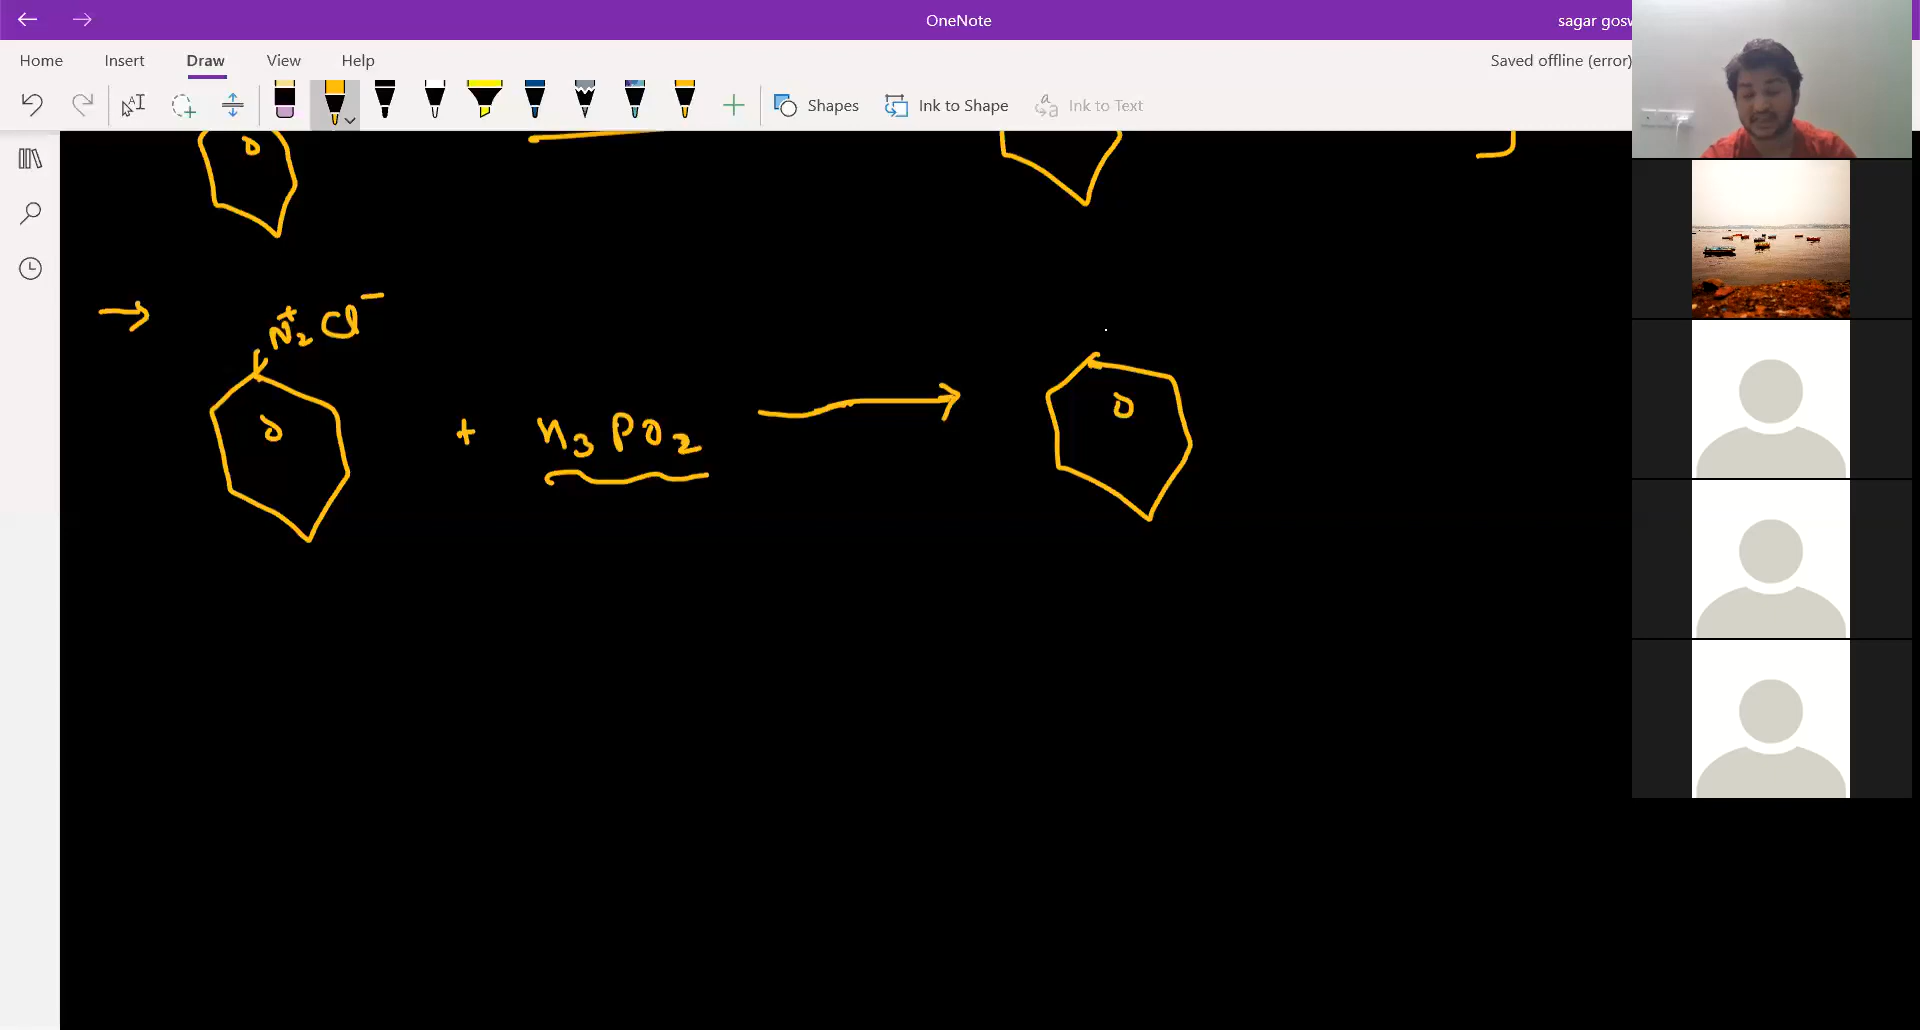 OneNote
sagar gosw
Home Insert Draw View Help
Saved offline (error)
Shapes Ink to Shape Ink to Text
N₂⁺Cl⁻
+ H₃PO₂ →